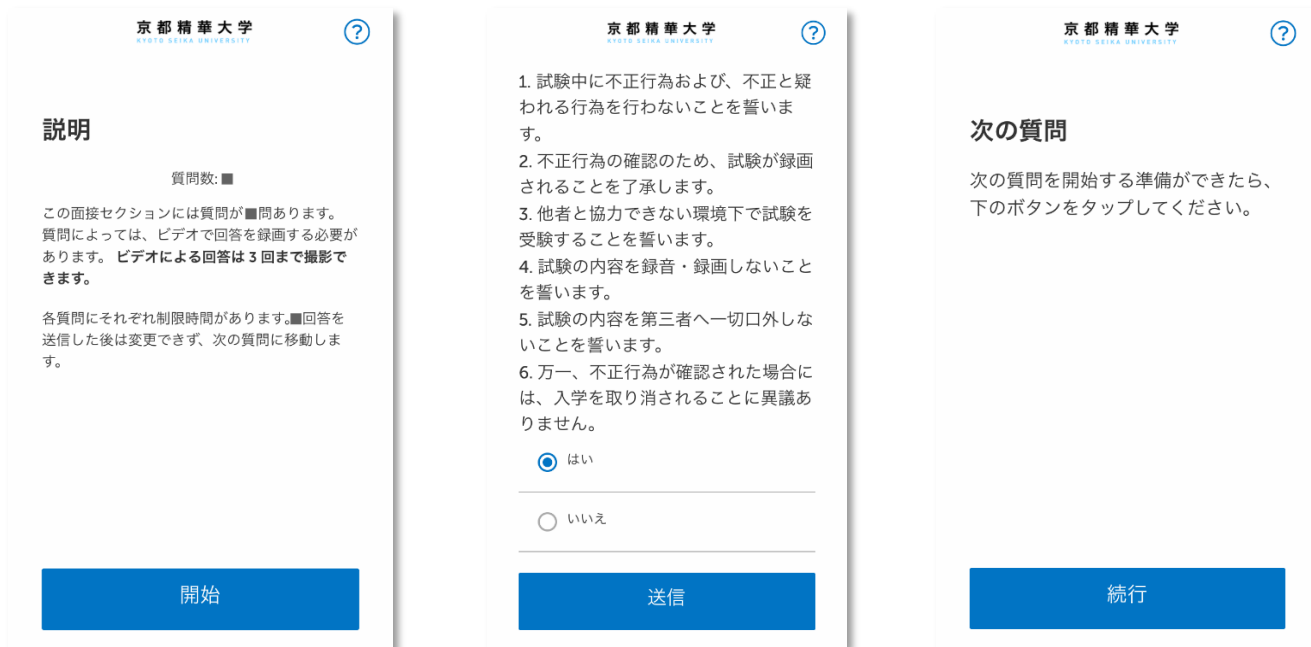 京都精華大学
KYOTO SEIKA UNIVERSITY
?
説明
質問数: ■
この面接セクションには質問が■問あります。
質問によっては、ビデオで回答を録画する必要が
あります。 ビデオによる回答は 3 回まで撮影で
きます。
各質問にそれぞれ制限時間があります。■回答を
送信した後は変更できず、次の質問に移動しま
す。
開始
京都精華大学
KYOTO SEIKA UNIVERSITY
?
1. 試験中に不正行為および、不正と疑
われる行為を行わないことを誓いま
す。
2. 不正行為の確認のため、試験が録画
されることを了承します。
3. 他者と協力できない環境下で試験を
受験することを誓います。
4. 試験の内容を録音・録画しないこと
を誓います。
5. 試験の内容を第三者へ一切口外しな
いことを誓います。
6. 万一、不正行為が確認された場合に
は、入学を取り消されることに異議あ
りません。
はい
いいえ
送信
京都精華大学
KYOTO SEIKA UNIVERSITY
?
次の質問
次の質問を開始する準備ができたら、
下のボタンをタップしてください。
続行